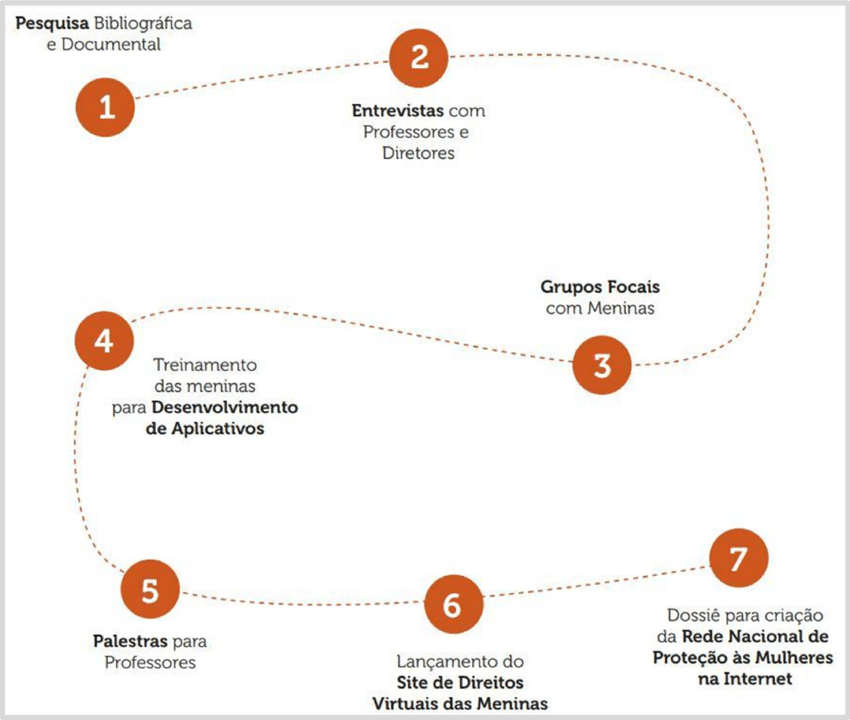 Pesquisa Bibliográfica
e Documental
1
2
Entrevistas com
Professores e
Diretores
Grupos Focais
com Meninas
3
4
Treinamento
das meninas
para Desenvolvimento
de Aplicativos
5
Palestras para
Professores
6
Lançamento do
Site de Direitos
Virtuais das Meninas
7
Dossiê para criação
da Rede Nacional de
Proteção às Mulheres
na Internet